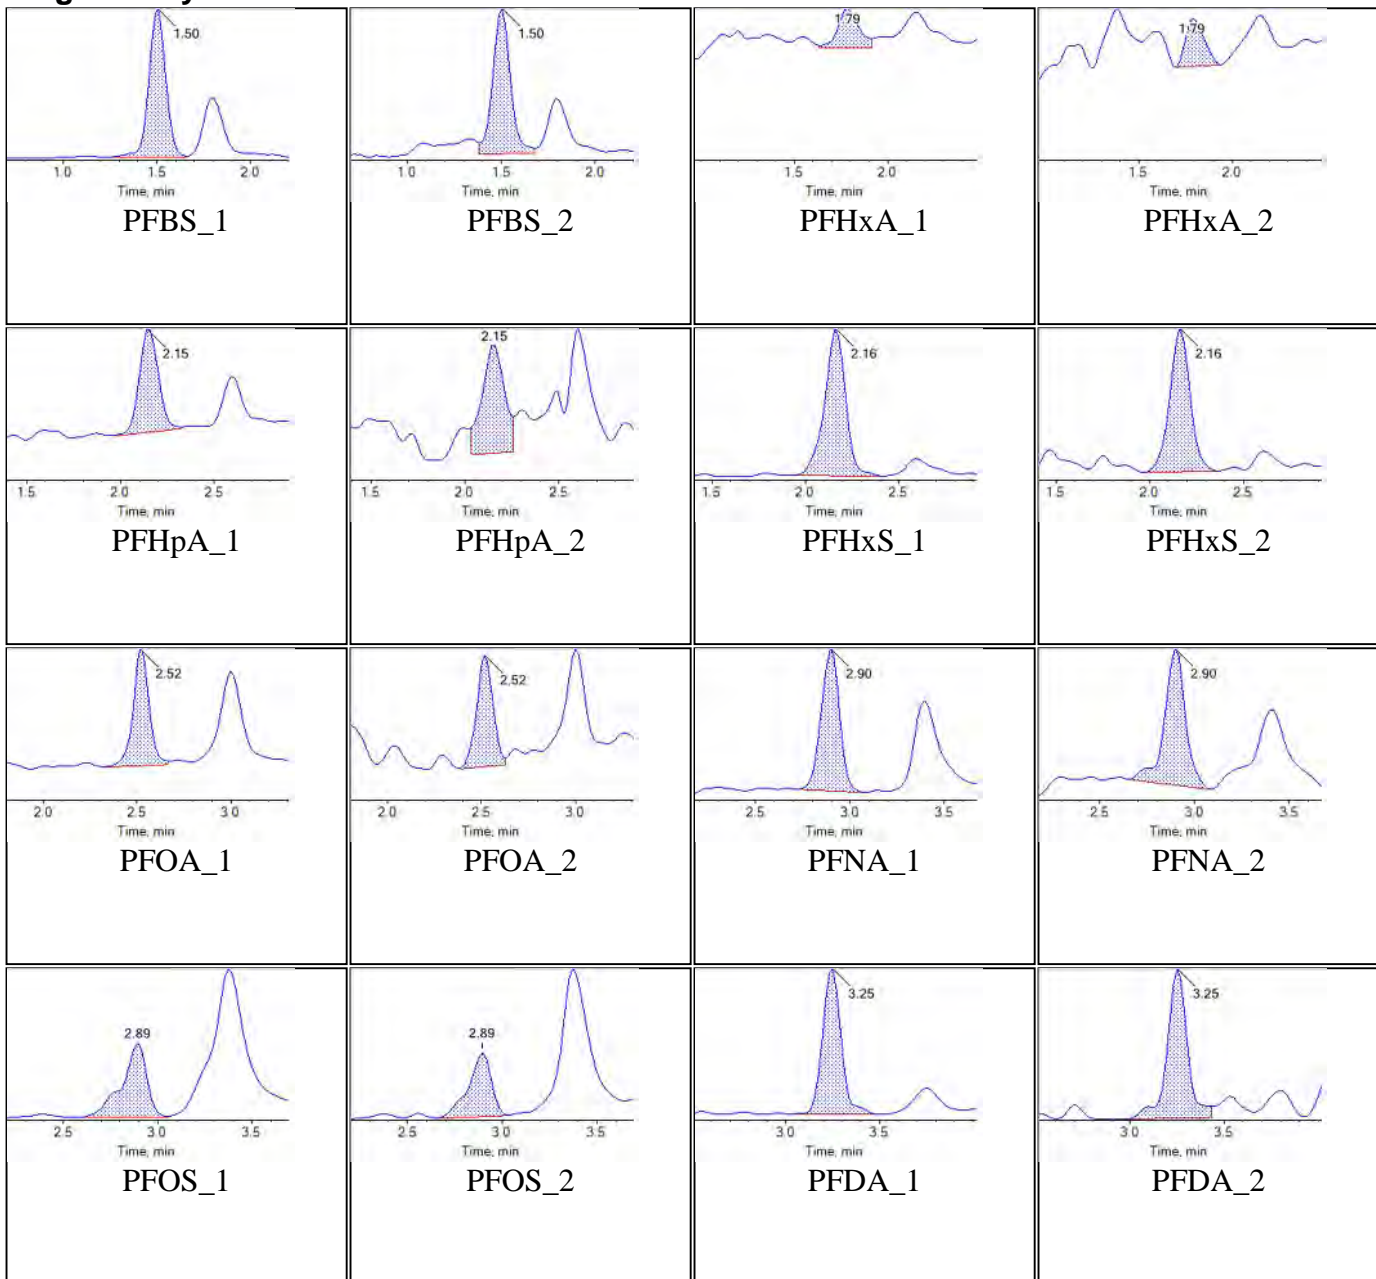 1.50
1.0 1.5 2.0
Time, min
PFBS_1
1.50
1.0 1.5 2.0
Time, min
PFBS_2
1.79
1.5 2.0
Time, min
PFHxA_1
1.79
1.5 2.0
Time, min
PFHxA_2
2.15
1.5 2.0 2.5
Time, min
PFHpA_1
2.15
1.5 2.0 2.5
Time, min
PFHpA_2
2.16
1.5 2.0 2.5
Time, min
PFHxS_1
2.16
1.5 2.0 2.5
Time, min
PFHxS_2
2.52
2.0 2.5 3.0
Time, min
PFOA_1
2.52
2.0 2.5 3.0
Time, min
PFOA_2
2.90
2.5 3.0 3.5
Time, min
PFNA_1
2.90
2.5 3.0 3.5
Time, min
PFNA_2
2.89
2.5 3.0 3.5
Time, min
PFOS_1
2.89
2.5 3.0 3.5
Time, min
PFOS_2
3.25
3.0 3.5
Time, min
PFDA_1
3.25
3.0 3.5
Time, min
PFDA_2